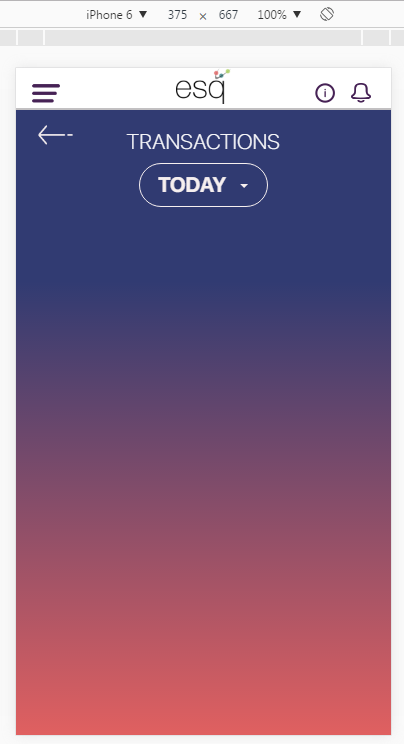 iPhone 6 ▼ 375 × 667 100% ▼
esq
TRANSACTIONS
TODAY